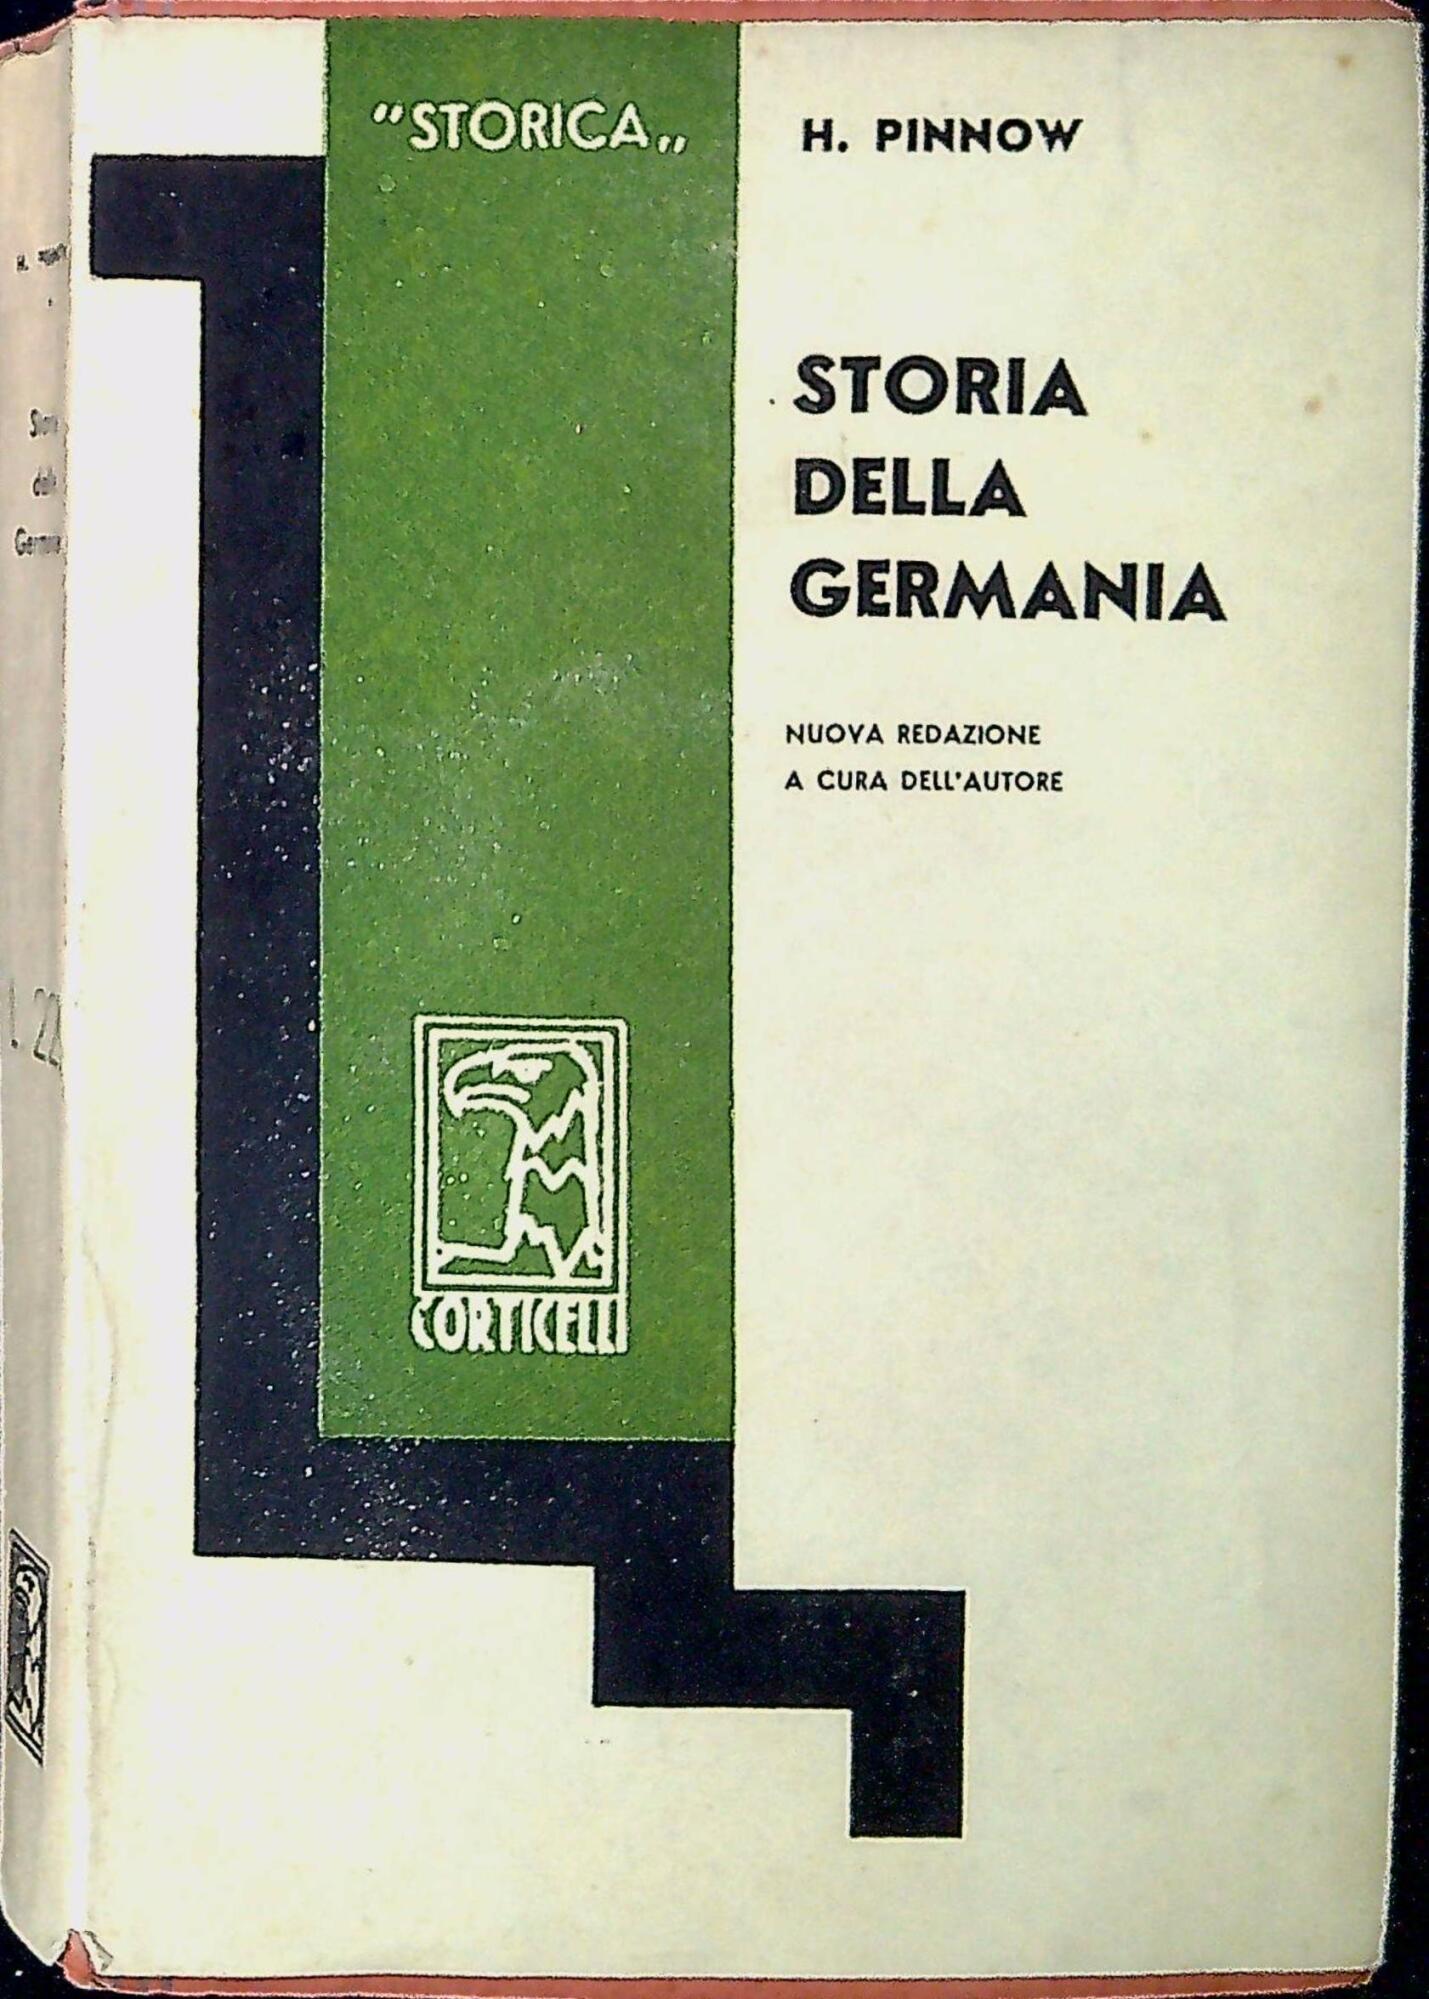 "STORICA„
H. PINNOW
STORIA
DELLA
GERMANIA
NUOVA REDAZIONE
A CURA DELL'AUTORE
CORTICELLI